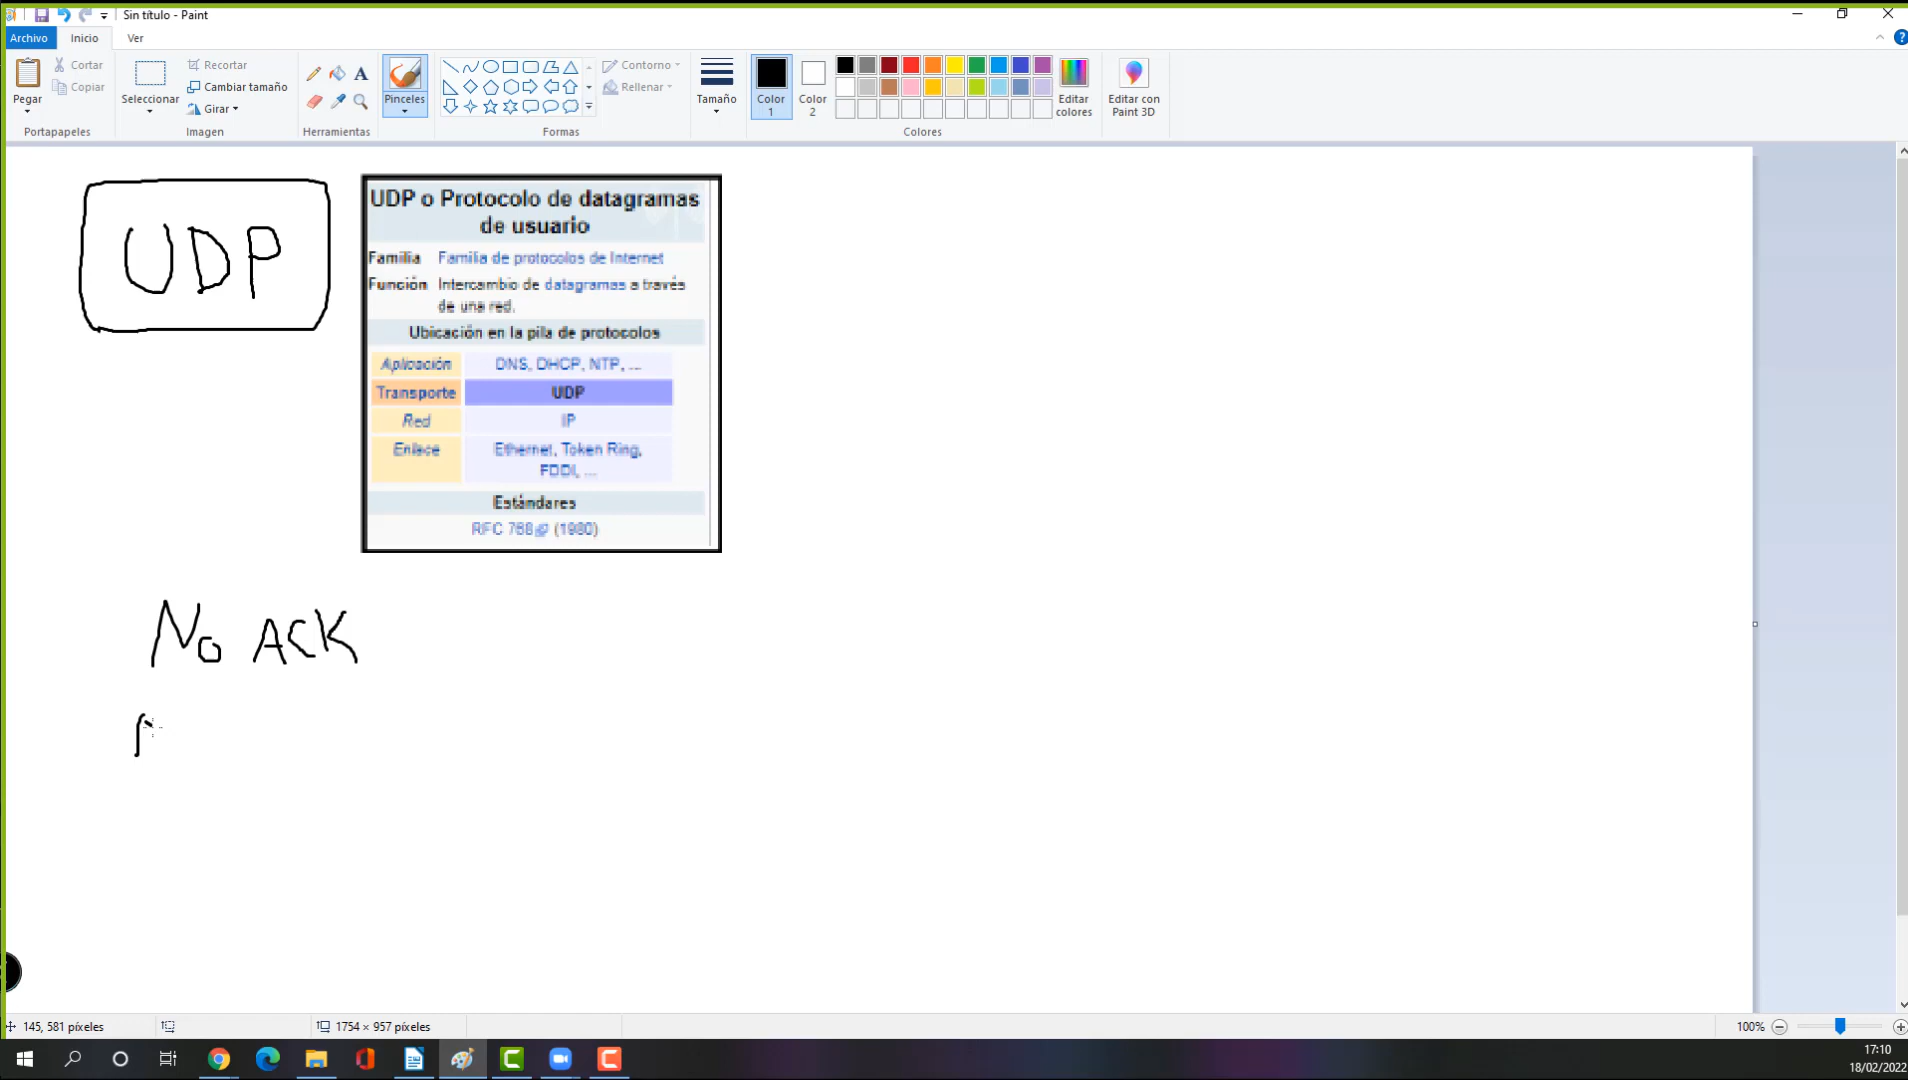 Sin título - Paint
Archivo Inicio Ver
Pegar
Cortar
Copiar
Portapapeles
Seleccionar
Recortar
Cambiar tamaño
Girar
Imagen
Herramientas
Pinceles
Contorno
Rellenar
Formas
Tamaño
Color
1
Color
2
Editar
colores
Colores
Editar con
Paint 3D
UDP
UDP o Protocolo de datagramas
de usuario
Familia Familia de protocolos de Internet
Función Intercambio de datagramas a través
de una red.
Ubicación en la pila de protocolos
Aplicación DNS, DHCP, NTP, ...
Transporte UDP
Red IP
Enlace Ethernet, Token Ring,
FDDI, ...
Estándares
RFC 768 (1980)
No ACK
145, 581 píxeles
1754 × 957 píxeles
100%
17:10
18/02/2022